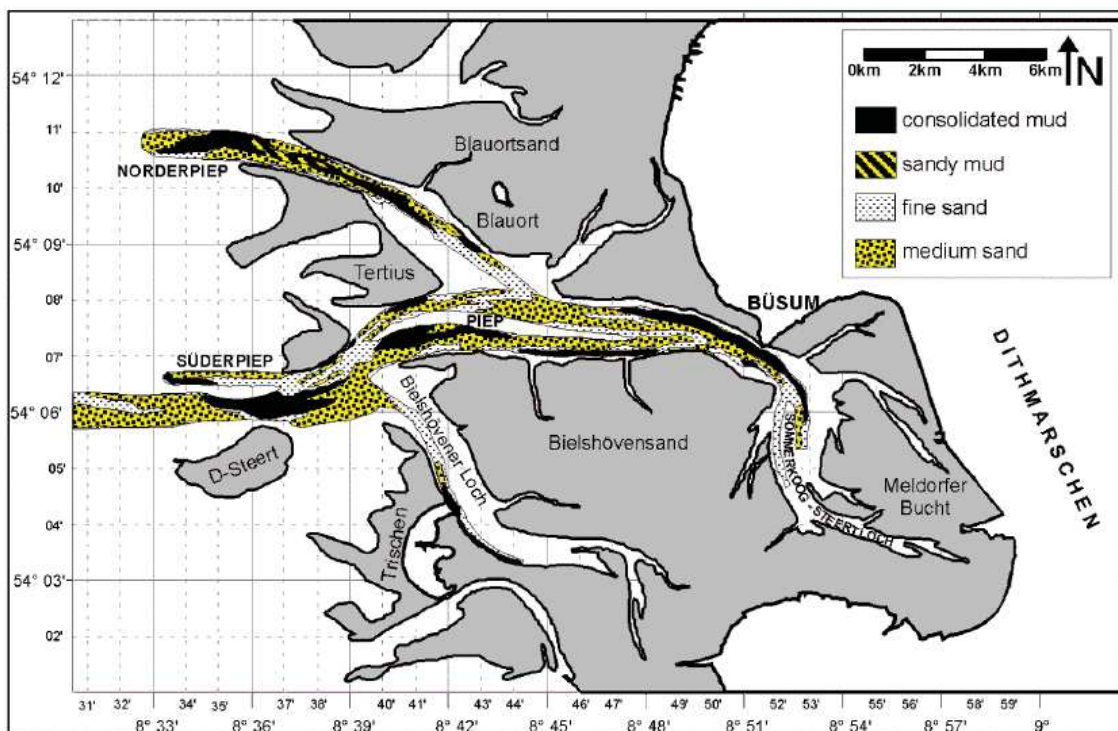 54° 12'
11'
10'
54° 09'
08'
07'
54° 06'
05'
04'
54° 03'
02'
0km 2km 4km 6km
N
consolidated mud
sandy mud
fine sand
medium sand
NORDERPIEP
Blauortsand
Blauort
Tertius
BÜSUM
PIEP
SÜDERPIEP
DITHMARSCHEN
D-Steert
Bielshövener Loch
Bielshövensand
SOMMERKOOG-STEERTLOCH
Meldorfer
Bucht
Trischen
31' 32' 34' 35' 37' 38' 40' 41' 43' 44' 46' 47' 49' 50' 52' 53' 55' 56' 58' 59'
8° 33' 8° 36' 8° 39' 8° 42' 8° 45' 8° 48' 8° 51' 8° 54' 8° 57' 9°